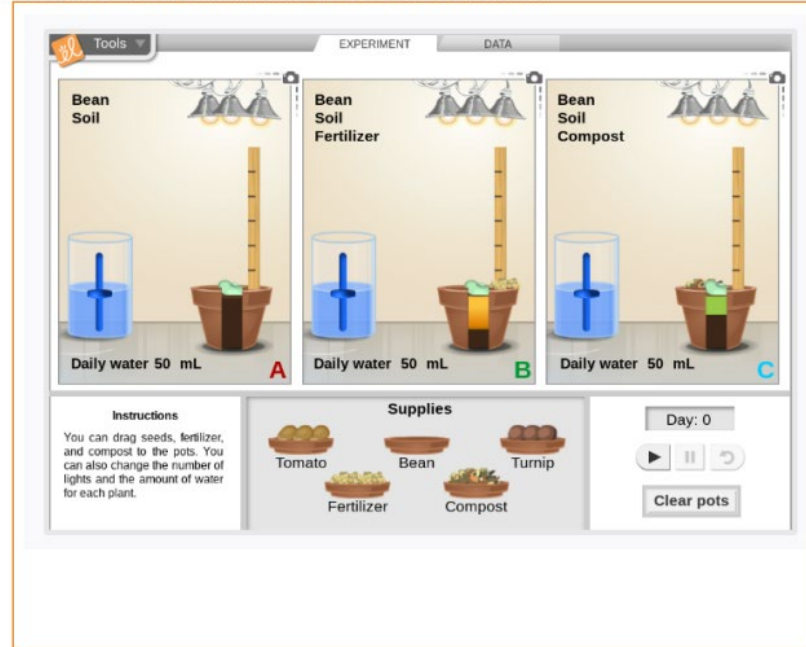 Tools
EXPERIMENT
DATA
Bean
Soil
Daily water 50 mL
A
Bean
Soil
Fertilizer
Daily water 50 mL
B
Bean
Soil
Compost
Daily water 50 mL
C
Instructions
You can drag seeds, fertilizer,
and compost to the pots. You
can also change the number of
lights and the amount of water
for each plant.
Supplies
Tomato
Bean
Turnip
Fertilizer
Compost
Day: 0
Clear pots